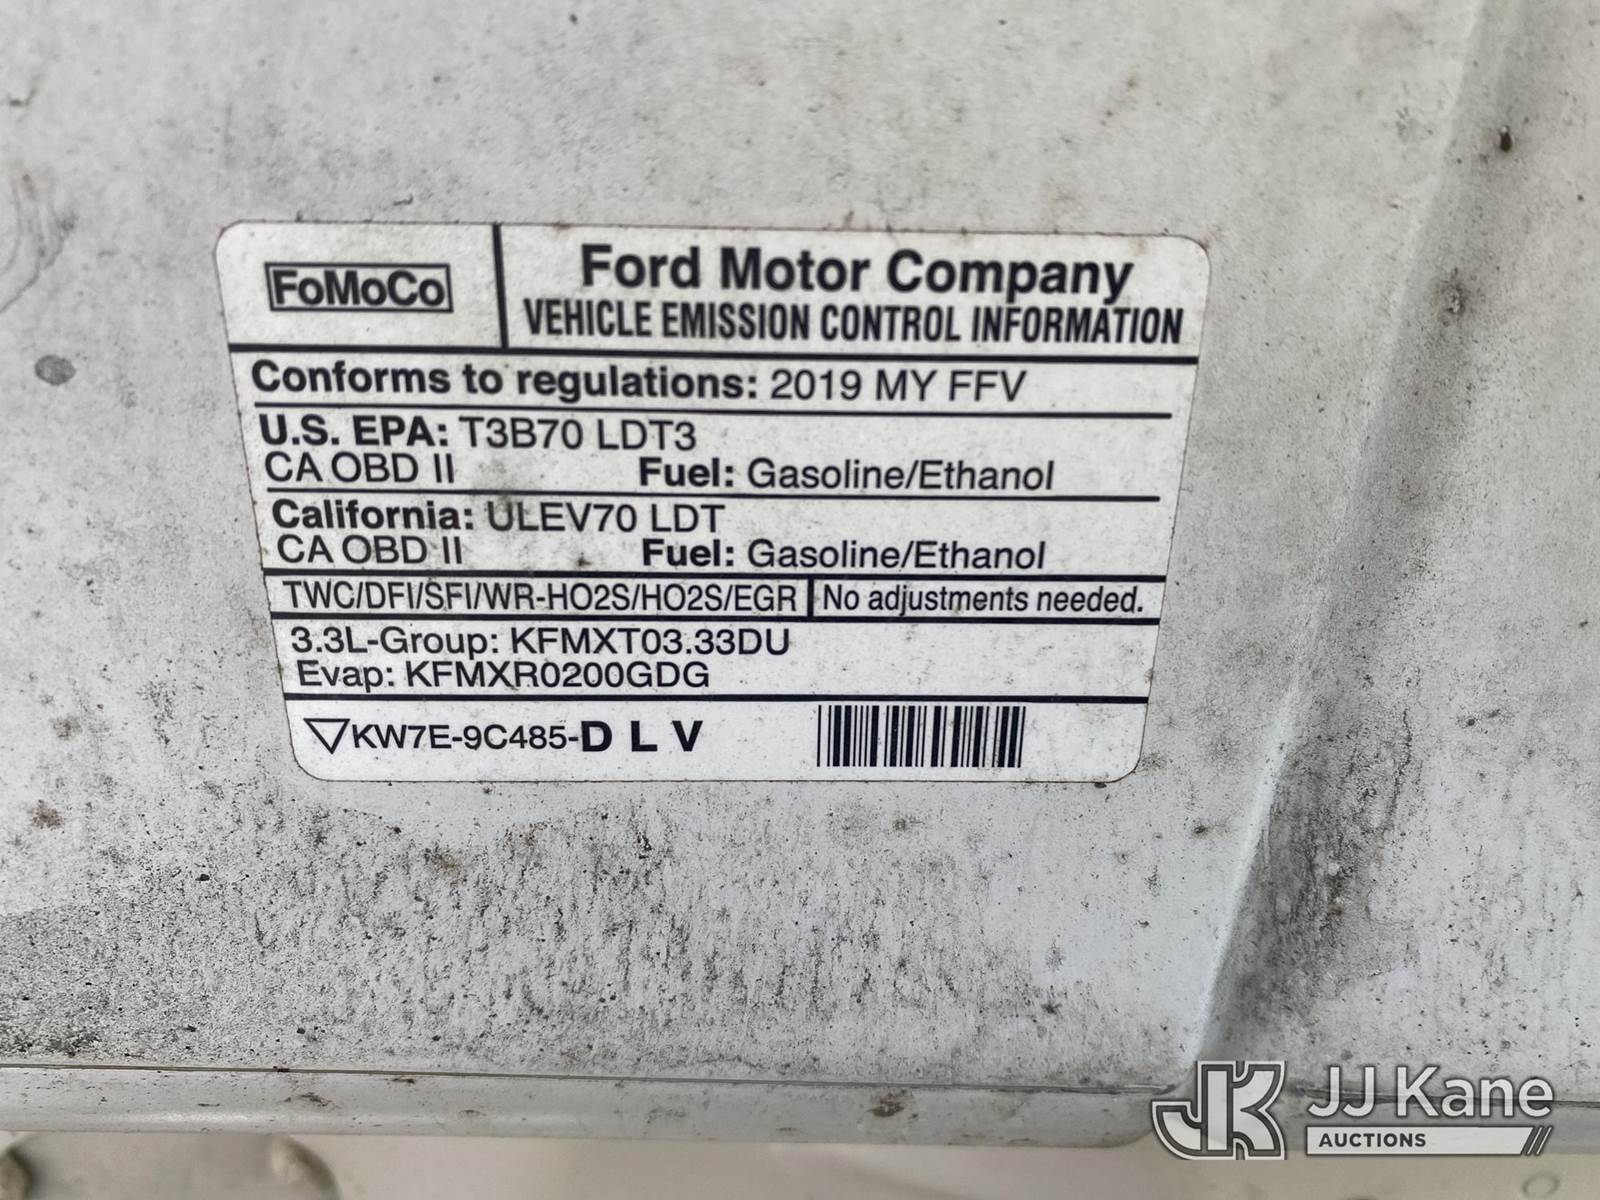 FoMoCo
Ford Motor Company
VEHICLE EMISSION CONTROL INFORMATION
Conforms to regulations: 2019 MY FFV
U.S. EPA: T3B70 LDT3
CA OBD II Fuel: Gasoline/Ethanol
California: ULEV70 LDT
CA OBD II Fuel: Gasoline/Ethanol
TWC/DFI/SFI/WR-HO2S/HO2S/EGR No adjustments needed.
3.3L-Group: KFMXT03.33DU
Evap: KFMXR0200GDG
KW7E-9C485-D L V
JK JJ Kane
AUCTIONS